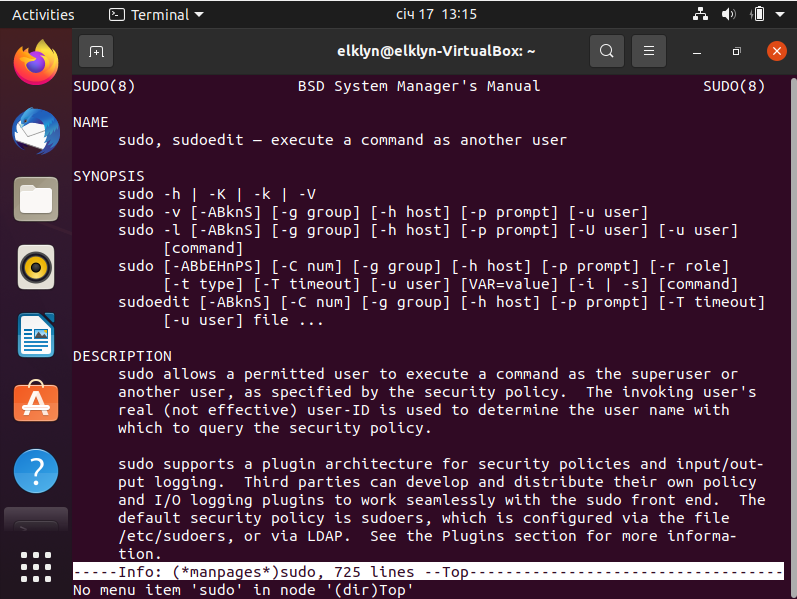 Activities Terminal січ 17 13:15
elklyn@elklyn-VirtualBox: ~
SUDO(8) BSD System Manager's Manual SUDO(8)
NAME
sudo, sudoedit — execute a command as another user
SYNOPSIS
sudo -h | -K | -k | -V
sudo -v [-ABknS] [-g group] [-h host] [-p prompt] [-u user]
sudo -l [-ABknS] [-g group] [-h host] [-p prompt] [-U user] [-u user]
[command]
sudo [-ABbEHnPS] [-C num] [-g group] [-h host] [-p prompt] [-r role]
[-t type] [-T timeout] [-u user] [VAR=value] [-i | -s] [command]
sudoedit [-ABknS] [-C num] [-g group] [-h host] [-p prompt] [-T timeout]
[-u user] file ...
DESCRIPTION
sudo allows a permitted user to execute a command as the superuser or
another user, as specified by the security policy.  The invoking user's
real (not effective) user-ID is used to determine the user name with
which to query the security policy.
sudo supports a plugin architecture for security policies and input/out-
put logging.  Third parties can develop and distribute their own policy
and I/O logging plugins to work seamlessly with the sudo front end.  The
default security policy is sudoers, which is configured via the file
/etc/sudoers, or via LDAP.  See the Plugins section for more informa-
tion.
-----Info: (*manpages*)sudo, 725 lines --Top-----------------------------------
No menu item 'sudo' in node '(dir)Top'